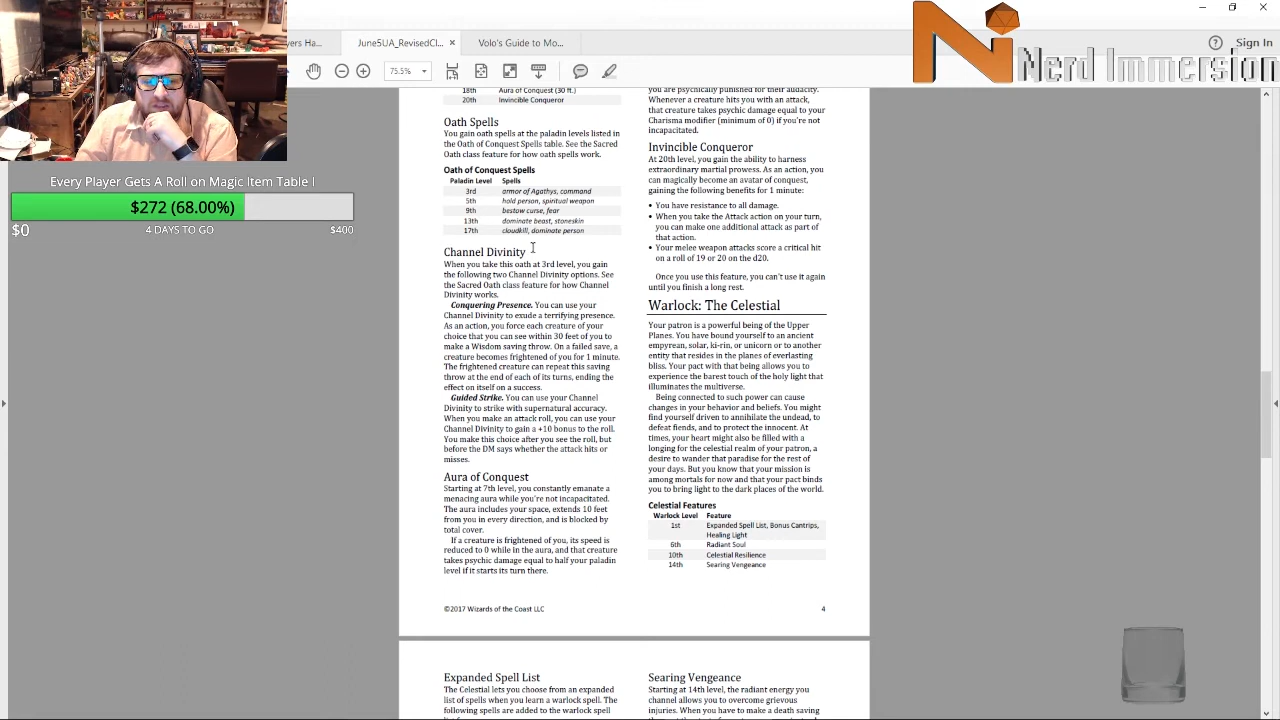 Nerd Immersion
yers Ha...
June5UA_RevisedCl...
Volo's Guide to Mo...
Sign In
75.5%
Every Player Gets A Roll on Magic Item Table I
$272 (68.00%)
$0
4 DAYS TO GO
$400
18th Aura of Conquest (30 ft.)
20th Invincible Conqueror
Oath Spells
You gain oath spells at the paladin levels listed in
the Oath of Conquest Spells table. See the Sacred
Oath class feature for how oath spells work.
Oath of Conquest Spells
Paladin Level Spells
3rd armor of Agathys, command
5th hold person, spiritual weapon
9th bestow curse, fear
13th dominate beast, stoneskin
17th cloudkill, dominate person
Channel Divinity
When you take this oath at 3rd level, you gain
the following two Channel Divinity options. See
the Sacred Oath class feature for how Channel
Divinity works.
Conquering Presence. You can use your
Channel Divinity to exude a terrifying presence.
As an action, you force each creature of your
choice that you can see within 30 feet of you to
make a Wisdom saving throw. On a failed save, a
creature becomes frightened of you for 1 minute.
The frightened creature can repeat this saving
throw at the end of each of its turns, ending the
effect on itself on a success.
Guided Strike. You can use your Channel
Divinity to strike with supernatural accuracy.
When you make an attack roll, you can use your
Channel Divinity to gain a +10 bonus to the roll.
You make this choice after you see the roll, but
before the DM says whether the attack hits or
misses.
Aura of Conquest
Starting at 7th level, you constantly emanate a
menacing aura while you're not incapacitated.
The aura includes your space, extends 10 feet
from you in every direction, and is blocked by
total cover.
If a creature is frightened of you, its speed is
reduced to 0 while in the aura, and that creature
takes psychic damage equal to half your paladin
level if it starts its turn there.
you are psychically punished for their audacity.
Whenever a creature hits you with an attack,
that creature takes psychic damage equal to your
Charisma modifier (minimum of 0) if you're not
incapacitated.
Invincible Conqueror
At 20th level, you gain the ability to harness
extraordinary martial prowess. As an action, you
can magically become an avatar of conquest,
gaining the following benefits for 1 minute:
• You have resistance to all damage.
• When you take the Attack action on your turn,
you can make one additional attack as part of
that action.
• Your melee weapon attacks score a critical hit
on a roll of 19 or 20 on the d20.
Once you use this feature, you can't use it again
until you finish a long rest.
Warlock: The Celestial
Your patron is a powerful being of the Upper
Planes. You have bound yourself to an ancient
empyrean, solar, ki-rin, or unicorn or to another
entity that resides in the planes of everlasting
bliss. Your pact with that being allows you to
experience the barest touch of the holy light that
illuminates the multiverse.
Being connected to such power can cause
changes in your behavior and beliefs. You might
find yourself driven to annihilate the undead, to
defeat fiends, and to protect the innocent. At
times, your heart might also be filled with a
longing for the celestial realm of your patron, a
desire to wander that paradise for the rest of
your days. But you know that your mission is
among mortals for now and that your pact binds
you to bring light to the dark places of the world.
Celestial Features
Warlock Level Feature
1st Expanded Spell List, Bonus Cantrips,
Healing Light
6th Radiant Soul
10th Celestial Resilience
14th Searing Vengeance
©2017 Wizards of the Coast LLC
4
Expanded Spell List
The Celestial lets you choose from an expanded
list of spells when you learn a warlock spell. The
following spells are added to the warlock spell
Searing Vengeance
Starting at 14th level, the radiant energy you
channel allows you to overcome grievous
injuries. When you have to make a death saving